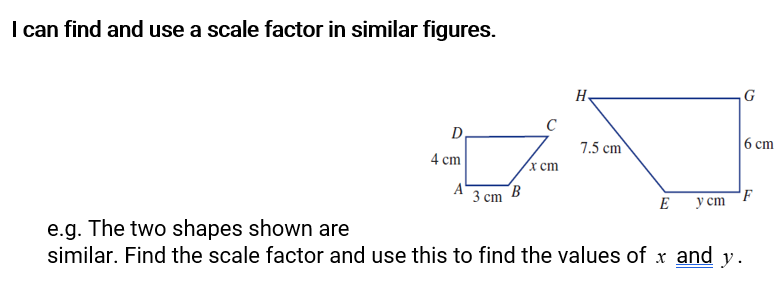 I can find and use a scale factor in similar figures.
H
G
D
C
7.5 cm
6 cm
4 cm
x cm
A
3 cm
B
E
y cm
F
e.g. The two shapes shown are
similar. Find the scale factor and use this to find the values of x and y.